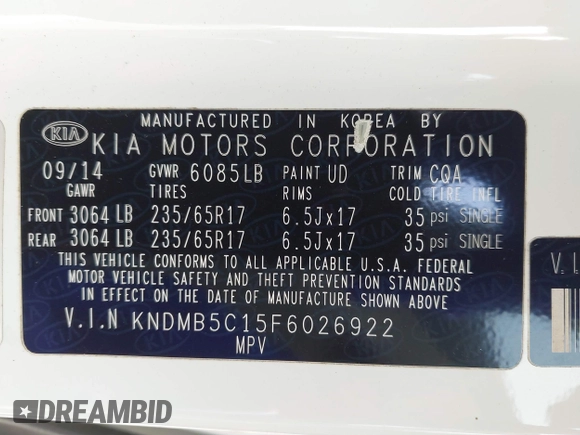 MANUFACTURED IN KOREA BY
KIA KIA MOTORS CORPORATION
09/14 GVWR 6085LB PAINT UD TRIM CQA
GAWR TIRES RIMS COLD TIRE INFL
FRONT 3064 LB 235/65R17 6.5Jx17 35 psi SINGLE
REAR 3064 LB 235/65R17 6.5Jx17 35 psi SINGLE
THIS VEHICLE CONFORMS TO ALL APPLICABLE U.S.A. FEDERAL
MOTOR VEHICLE SAFETY AND THEFT PREVENTION STANDARDS
IN EFFECT ON THE DATE OF MANUFACTURE SHOWN ABOVE.
V.I.N KNDMB5C15F6026922
MPV
V.I
DREAMBID